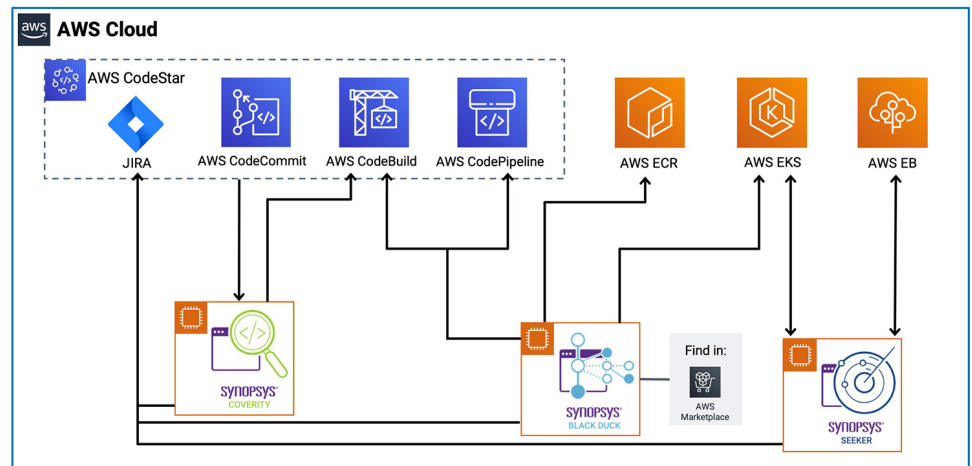 aws
AWS Cloud
AWS CodeStar
JIRA
AWS CodeCommit
AWS CodeBuild
AWS CodePipeline
AWS ECR
AWS EKS
AWS EB
SYNOPSYS®
COVERITY
SYNOPSYS®
BLACK DUCK
Find in:
AWS
Marketplace
SYNOPSYS®
SEEKER